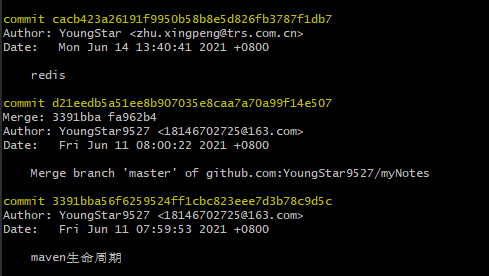 commit cacb423a26191f9950b58b8e5d826fb3787f1db7
Author: YoungStar <zhu.xingpeng@trs.com.cn>
Date:   Mon Jun 14 13:40:41 2021 +0800
redis
commit d21eedb5a51ee8b907035e8caa7a70a99f14e507
Merge: 3391bba fa962b4
Author: YoungStar9527 <18146702725@163.com>
Date:   Fri Jun 11 08:00:22 2021 +0800
Merge branch 'master' of github.com:YoungStar9527/myNotes
commit 3391bba56f6259524ff1cbc823eee7d3b78c9d5c
Author: YoungStar9527 <18146702725@163.com>
Date:   Fri Jun 11 07:59:53 2021 +0800
maven生命周期